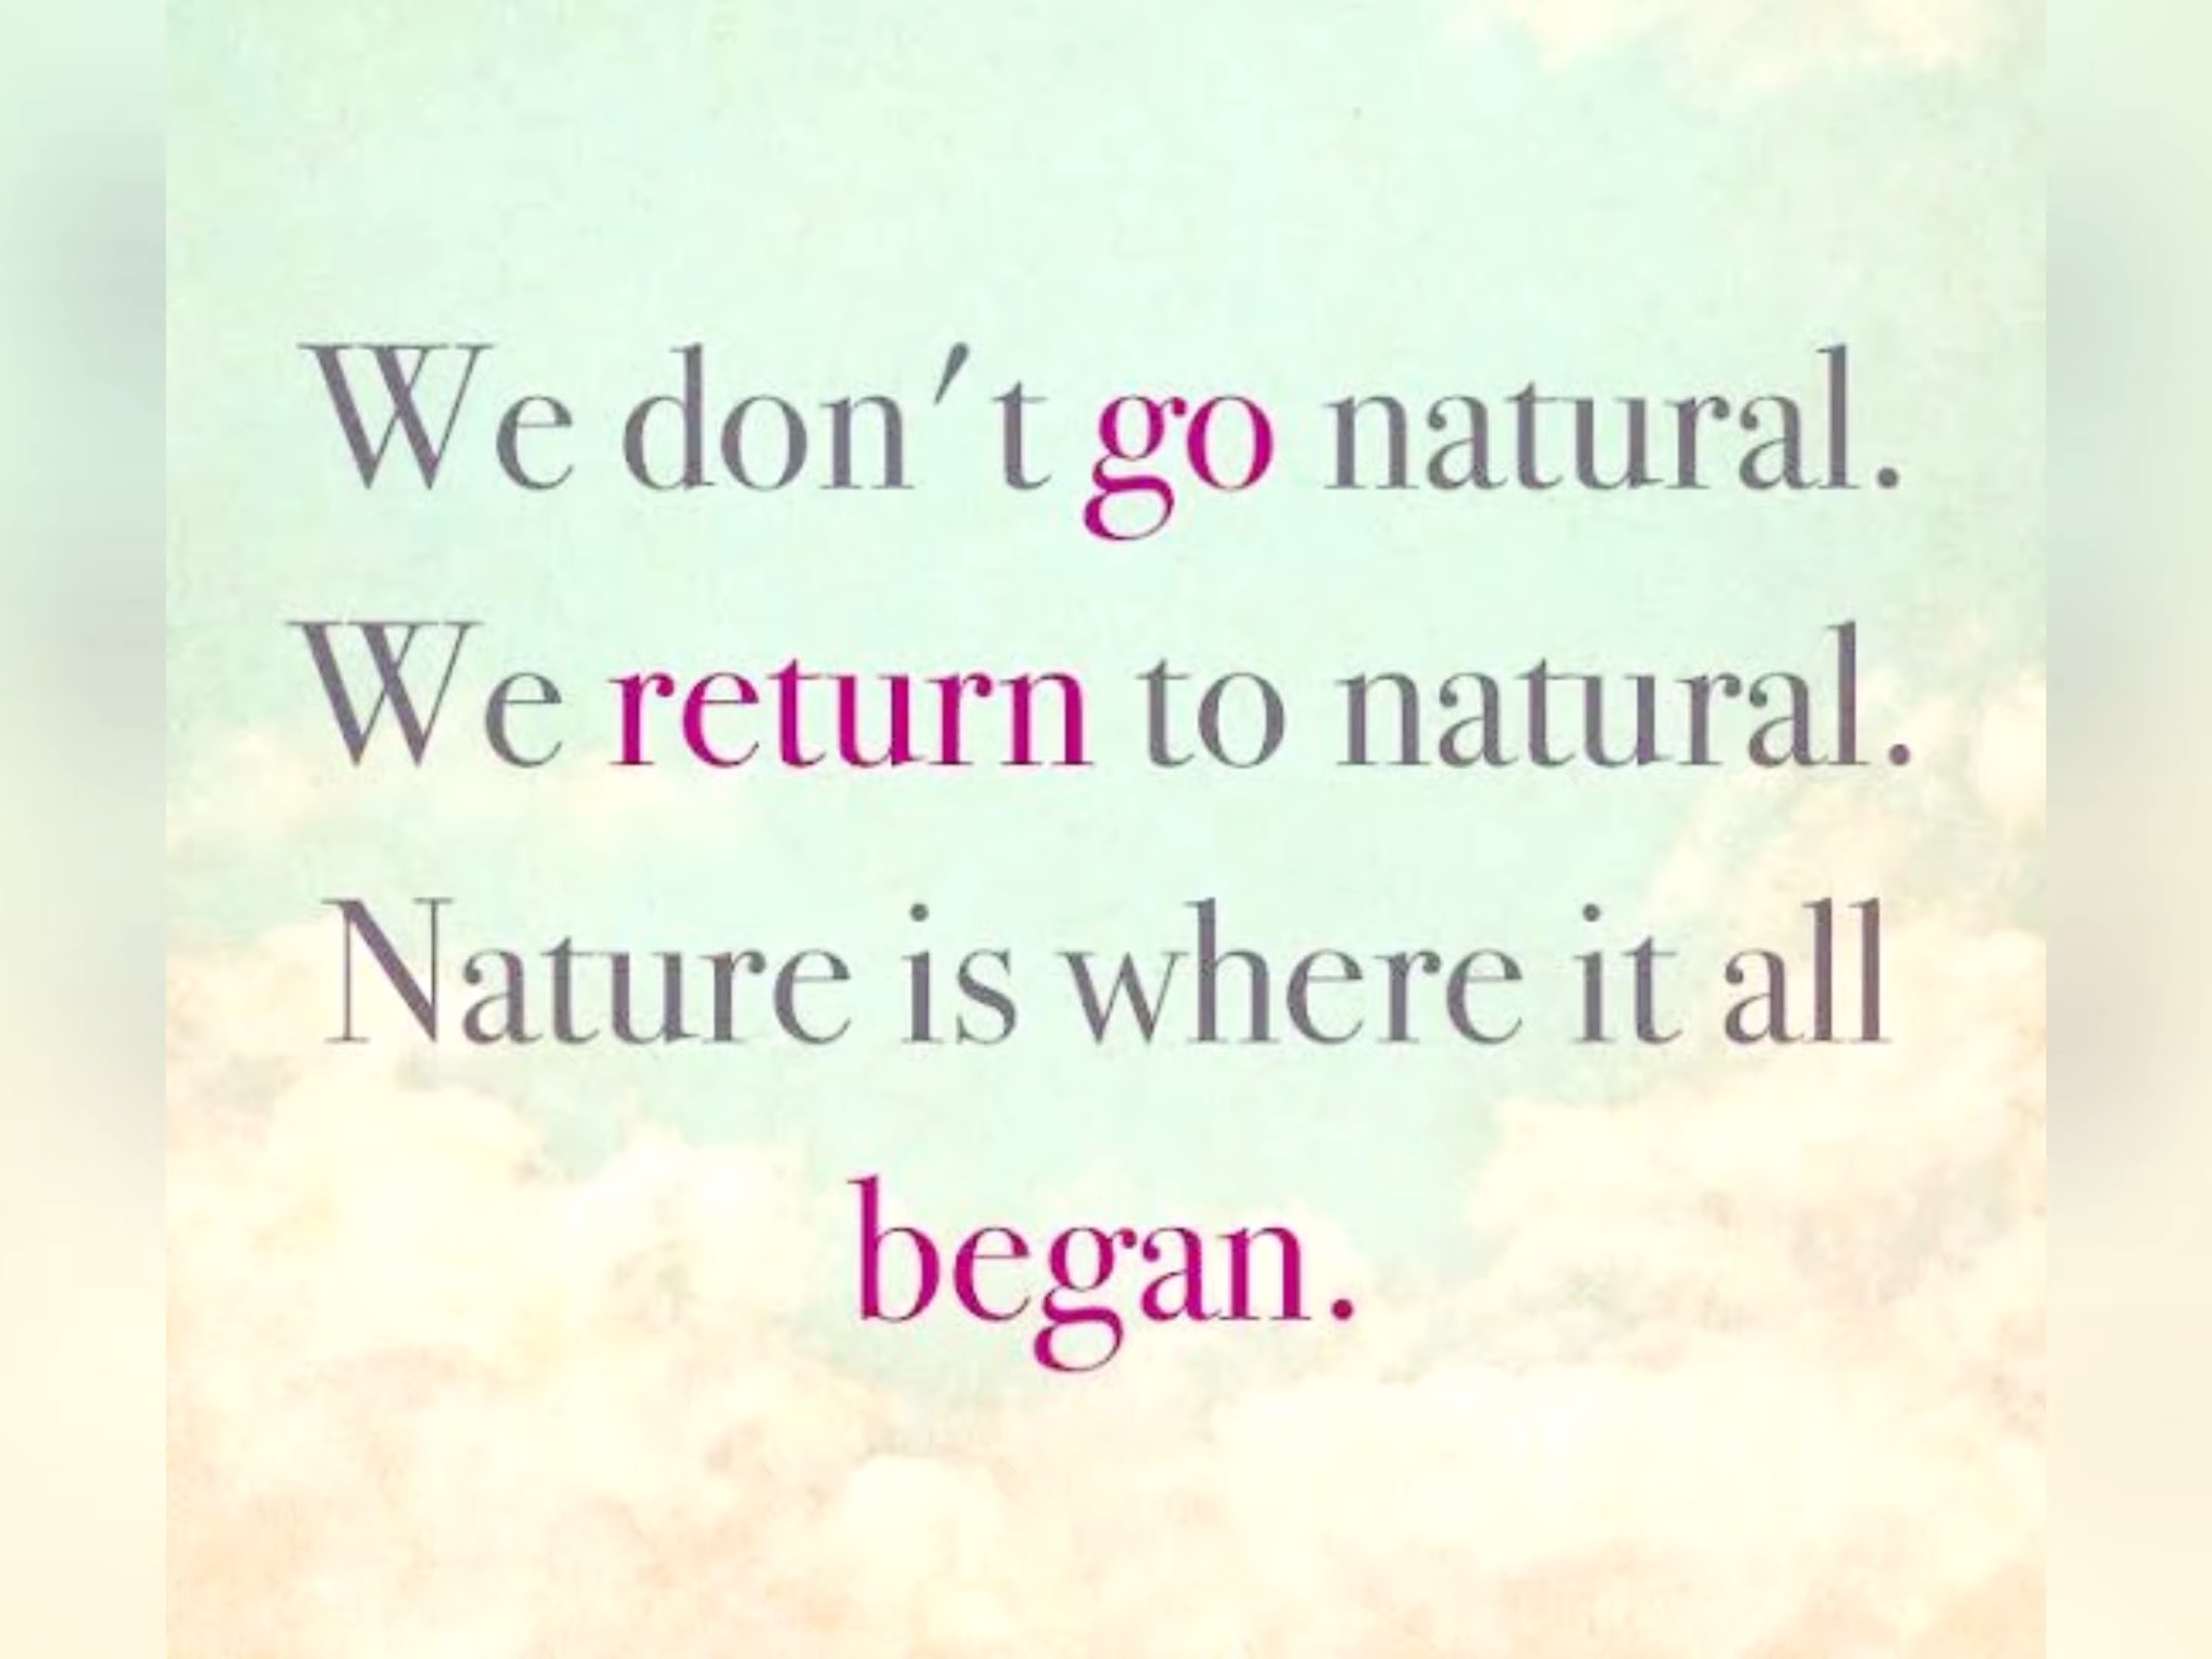 We don't go natural.
We return to natural.
Nature is where it all
began.